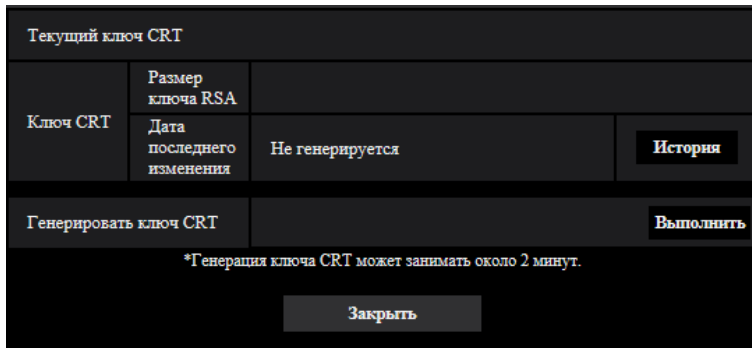 Текущий ключ CRT
Ключ CRT
Размер
ключа RSA
Дата
последнего
изменения
Не генерируется
История
Генерировать ключ CRT
Выполнить
*Генерация ключа CRT может занимать около 2 минут.
Закрыть